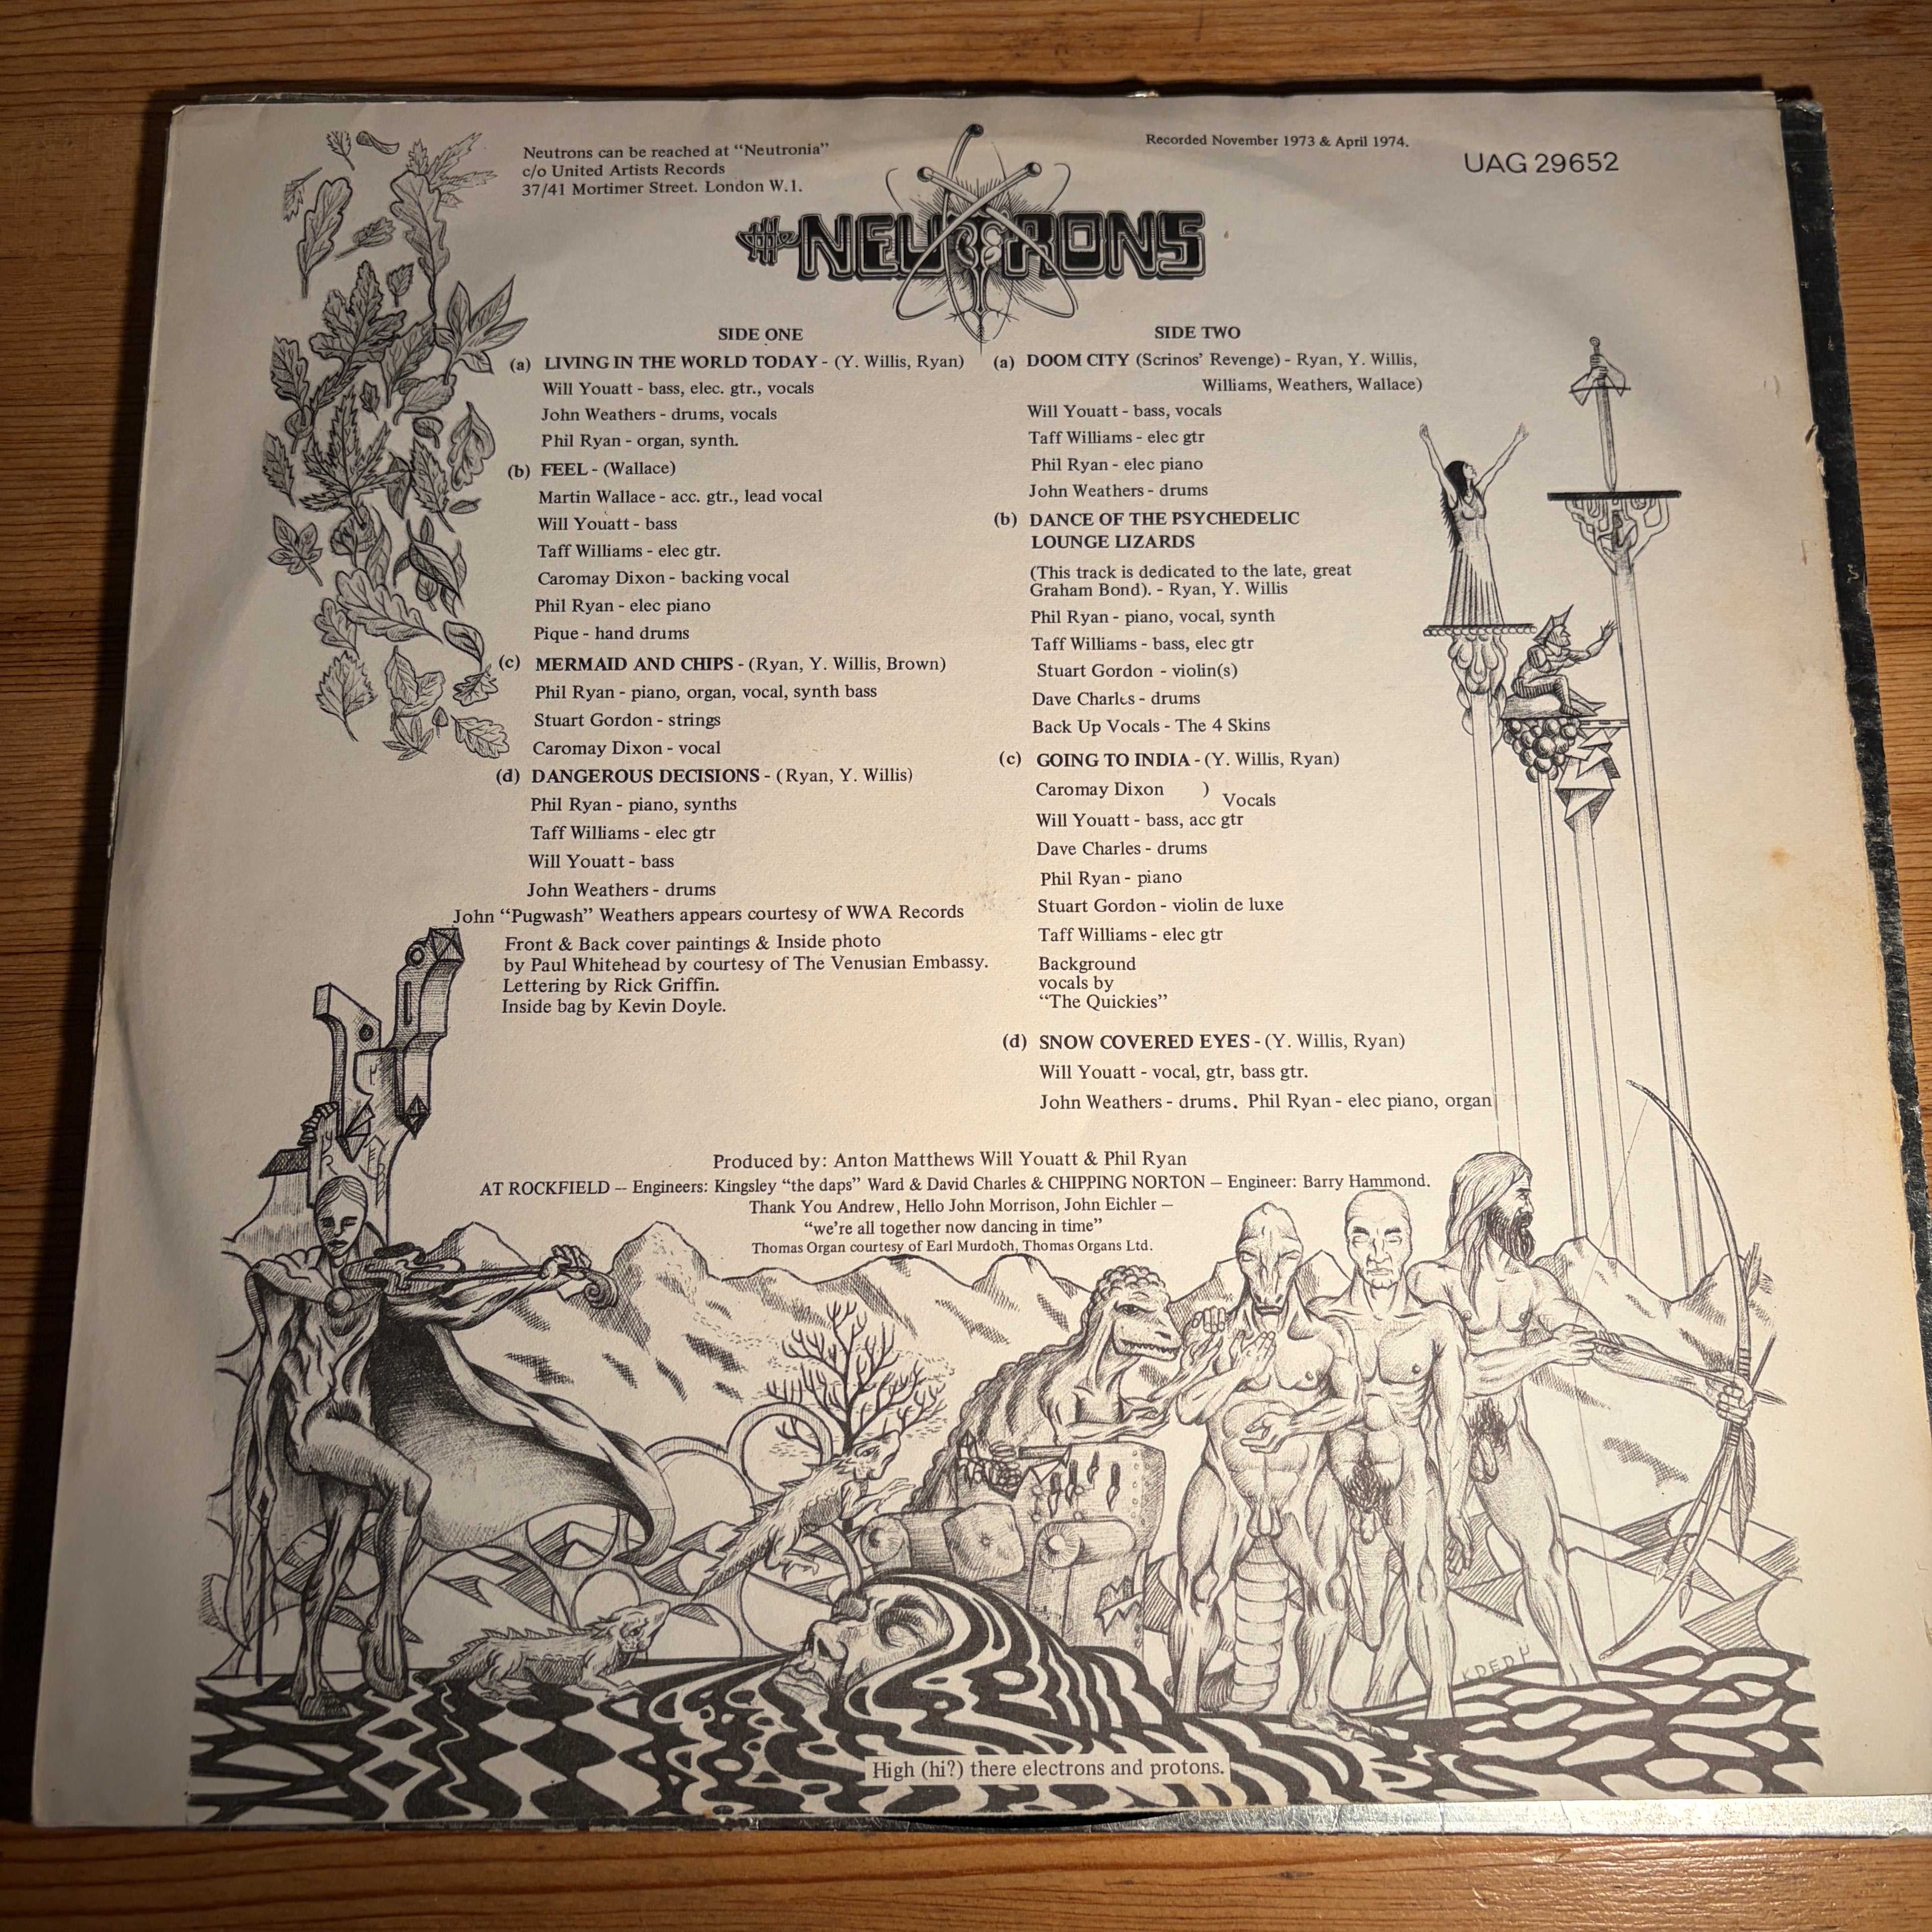 Neutrons can be reached at “Neutronia”
c/o United Artists Records
37/41 Mortimer Street. London W.1.
Recorded November 1973 & April 1974.
UAG 29652
the NEUTRONS
SIDE ONE
(a) LIVING IN THE WORLD TODAY - (Y. Willis, Ryan)
Will Youatt - bass, elec. gtr., vocals
John Weathers - drums, vocals
Phil Ryan - organ, synth.
(b) FEEL - (Wallace)
Martin Wallace - acc. gtr., lead vocal
Will Youatt - bass
Taff Williams - elec gtr.
Caromay Dixon - backing vocal
Phil Ryan - elec piano
Pique - hand drums
(c) MERMAID AND CHIPS - (Ryan, Y. Willis, Brown)
Phil Ryan - piano, organ, vocal, synth bass
Stuart Gordon - strings
Caromay Dixon - vocal
(d) DANGEROUS DECISIONS - (Ryan, Y. Willis)
Phil Ryan - piano, synths
Taff Williams - elec gtr
Will Youatt - bass
John Weathers - drums
John “Pugwash” Weathers appears courtesy of WWA Records
Front & Back cover paintings & Inside photo
by Paul Whitehead by courtesy of The Venusian Embassy.
Lettering by Rick Griffin.
Inside bag by Kevin Doyle.
SIDE TWO
(a) DOOM CITY (Scrinos’ Revenge) - Ryan, Y. Willis,
Williams, Weathers, Wallace)
Will Youatt - bass, vocals
Taff Williams - elec gtr
Phil Ryan - elec piano
John Weathers - drums
(b) DANCE OF THE PSYCHEDELIC
LOUNGE LIZARDS
(This track is dedicated to the late, great
Graham Bond). - Ryan, Y. Willis
Phil Ryan - piano, vocal, synth
Taff Williams - bass, elec gtr
Stuart Gordon - violin(s)
Dave Charles - drums
Back Up Vocals - The 4 Skins
(c) GOING TO INDIA - (Y. Willis, Ryan)
Caromay Dixon )
Vocals
Will Youatt - bass, acc gtr
Dave Charles - drums
Phil Ryan - piano
Stuart Gordon - violin de luxe
Taff Williams - elec gtr
Background
vocals by
“The Quickies”
(d) SNOW COVERED EYES - (Y. Willis, Ryan)
Will Youatt - vocal, gtr, bass gtr.
John Weathers - drums. Phil Ryan - elec piano, organ
Produced by: Anton Matthews Will Youatt & Phil Ryan
AT ROCKFIELD – Engineers: Kingsley “the daps” Ward & David Charles & CHIPPING NORTON – Engineer: Barry Hammond.
Thank You Andrew, Hello John Morrison, John Eichler –
“we’re all together now dancing in time”
Thomas Organ courtesy of Earl Murdoch, Thomas Organs Ltd.
High (hi?) there electrons and protons.